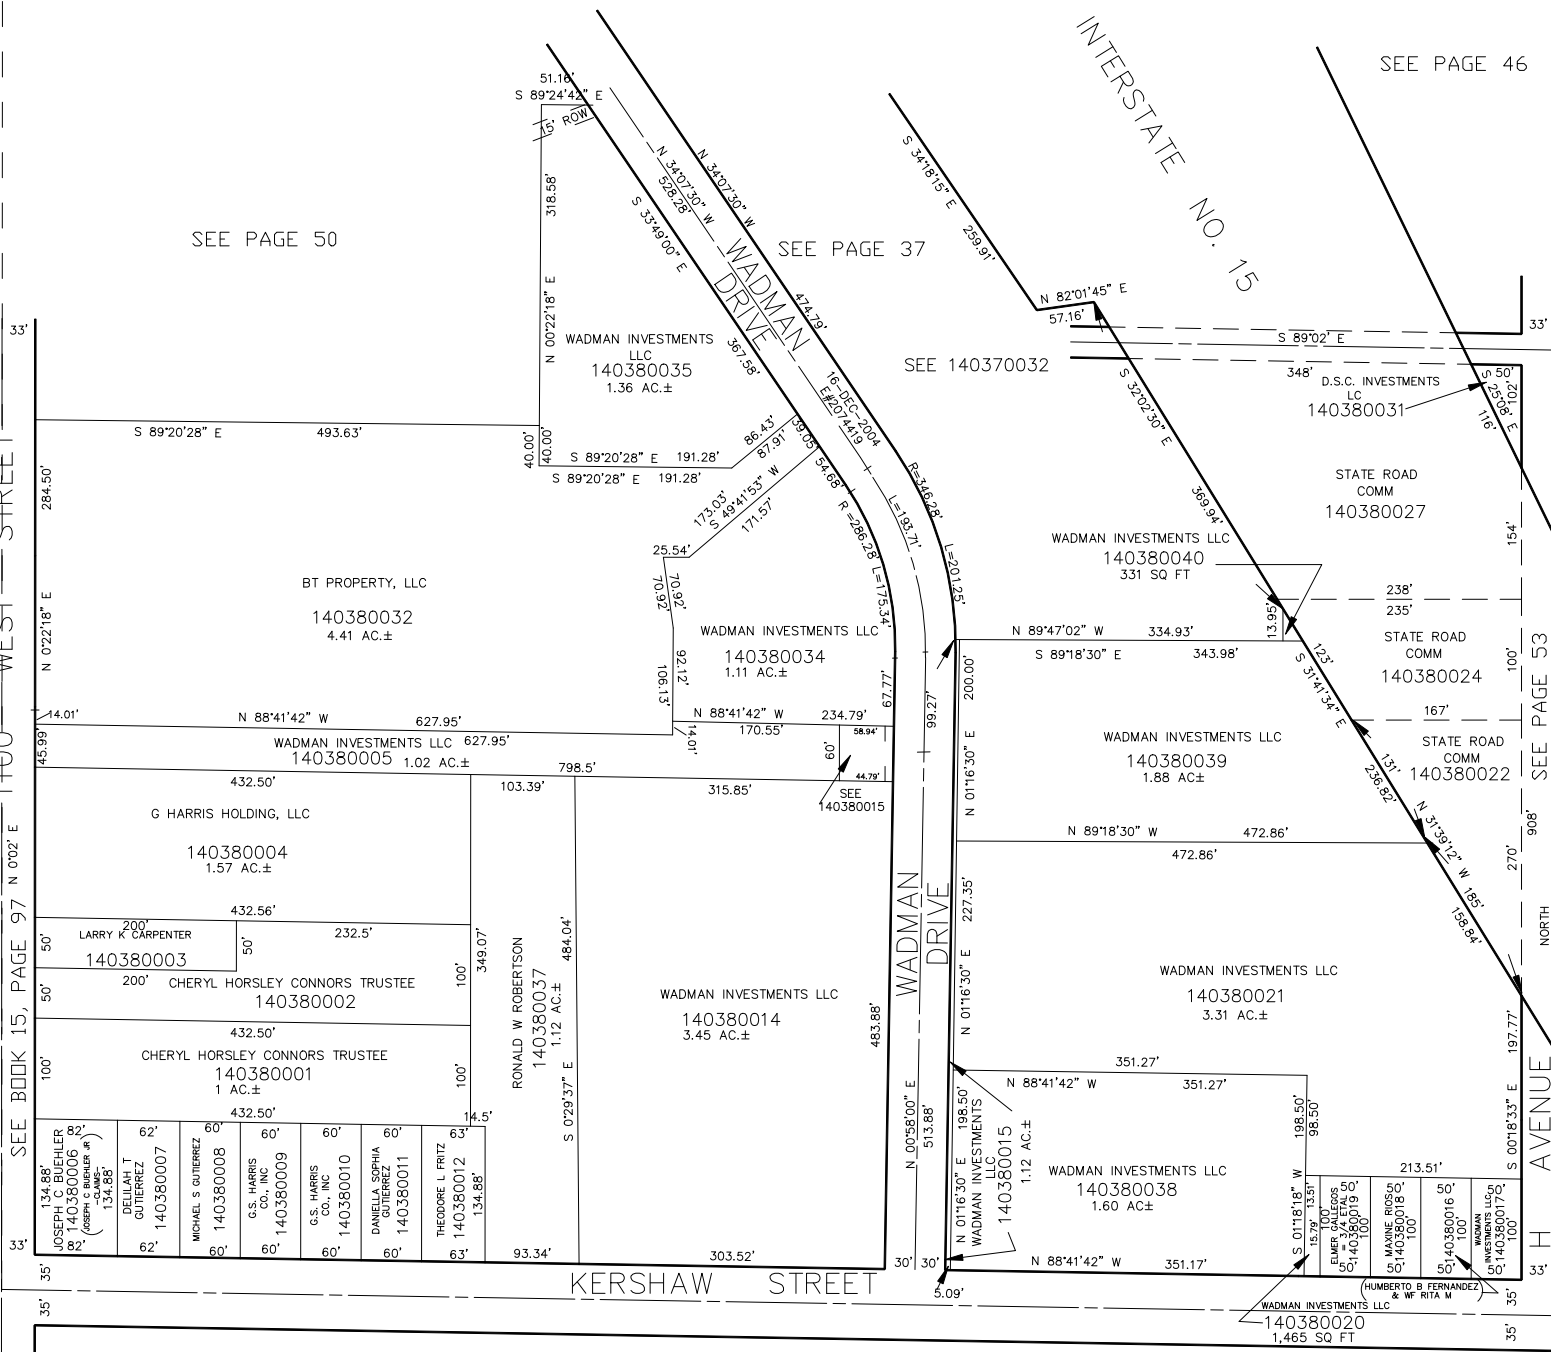 SEE PAGE 46
INTERSTATE NO. 15
51.16'
S 89°24'42" E
15' ROW
318.58'
N 00°22'18" E
N 34°07'30" W
528.28'
N 34°07'30" W
S 33°49'00" E
S 34°18'15" E
259.91'
SEE PAGE 50
SEE PAGE 37
WADMAN
DRIVE
474.79'
367.58'
N 82°01'45" E
57.16'
33'
33'
S 89°02' E
348'
50'
SEE 140370032
16-DEC-2004
E#2074419
S 32°02'30" E
369.94'
D.S.C. INVESTMENTS
LC
140380031
S 25°08' E
116'
102'
WADMAN INVESTMENTS
LLC
140380035
1.36 AC.±
S 89°20'28" E 493.63'
40.00'
40.00'
S 89°20'28" E 191.28'
S 89°20'28" E 191.28'
86.43'
87.91'
39.05'
54.68'
173.03'
S 49°41'53" W
171.57'
R=346.28'
L=193.71'
R =286.28'
L=175.34'
L=201.25'
284.50'
N 0°22'18" E
25.54'
70.92'
70.92'
STATE ROAD
COMM
140380027
154'
WADMAN INVESTMENTS LLC
140380040
331 SQ FT
BT PROPERTY, LLC
140380032
4.41 AC.±
238'
235'
13.95'
WADMAN INVESTMENTS LLC
140380034
1.11 AC.±
92.12'
106.13'
67.77'
99.27'
N 89°47'02" W 334.93'
S 89°18'30" E 343.98'
200.00'
123'
S 31°41'34" E
STATE ROAD
COMM
140380024
100'
167'
SEE PAGE 53
14.01'
N 88°41'42" W 627.95'
N 88°41'42" W 234.79'
170.55'
58.94'
14.01'
60'
44.79'
45.99'
WADMAN INVESTMENTS LLC 627.95'
140380005 1.02 AC.±
798.5'
432.50'
103.39'
315.85'
SEE
140380015
WADMAN INVESTMENTS LLC
140380039
1.88 AC±
N 01°16'30" E
131'
236.82'
STATE ROAD
COMM
140380022
N 31°39'12" W
185'
158.84'
908'
270'
NORTH
G HARRIS HOLDING, LLC
140380004
1.57 AC.±
N 89°18'30" W 472.86'
472.86'
N 0°02' E
SEE BOOK 15, PAGE 97
432.56'
200'
LARRY K CARPENTER
140380003
50'
50'
232.5'
349.07'
484.04'
WADMAN
DRIVE
227.35'
N 01°16'30" E
200'
CHERYL HORSLEY CONNORS TRUSTEE
140380002
50'
100'
432.50'
CHERYL HORSLEY CONNORS TRUSTEE
140380001
1 AC.±
100'
100'
432.50'
14.5'
RONALD W ROBERTSON
140380037
1.12 AC.±
S 0°29'37" E
WADMAN INVESTMENTS LLC
140380014
3.45 AC.±
483.88'
WADMAN INVESTMENTS LLC
140380021
3.31 AC.±
197.77'
S 00°18'33" E
351.27'
N 88°41'42" W 351.27'
198.50'
98.50'
N 00°58'00" E
513.88'
198.50'
N 01°16'30" E
WADMAN INVESTMENTS
LLC
140380015
1.12 AC.±
WADMAN INVESTMENTS LLC
140380038
1.60 AC±
S 01°18'18" W
213.51'
13.51'
15.79'
82'
134.88'
JOSEPH C BUEHLER
140380006
(JOSEPH C BUEHLER JR)
-CLAIMS-
134.88'
82'
62'
DELILAH T
GUTIERREZ
140380007
62'
60'
MICHAEL S GUTIERREZ
140380008
60'
60'
G.S. HARRIS
CO., INC
140380009
60'
60'
G.S. HARRIS
CO., INC
140380010
60'
60'
DANIELLA SOPHIA
GUTIERREZ
140380011
60'
63'
THEODORE L FRITZ
140380012
134.88'
63'
93.34'
303.52'
30' 30'
N 88°41'42" W 351.17'
5.09'
50'
100'
ELMER GALLEGOS
= 3/4 ETAL
140380019
100'
50'
50'
MAXINE RIOS
140380018
100'
50'
50'
140380016
100'
50'
50'
WADMAN
INVESTMENTS LLC
140380017
100'
50'
33'
35'
35'
KERSHAW STREET
(HUMBERTO B FERNANDEZ)
& WF RITA M
WADMAN INVESTMENTS LLC
140380020
1,465 SQ FT
35'
35'
33'
H AVENUE
WEST STREET